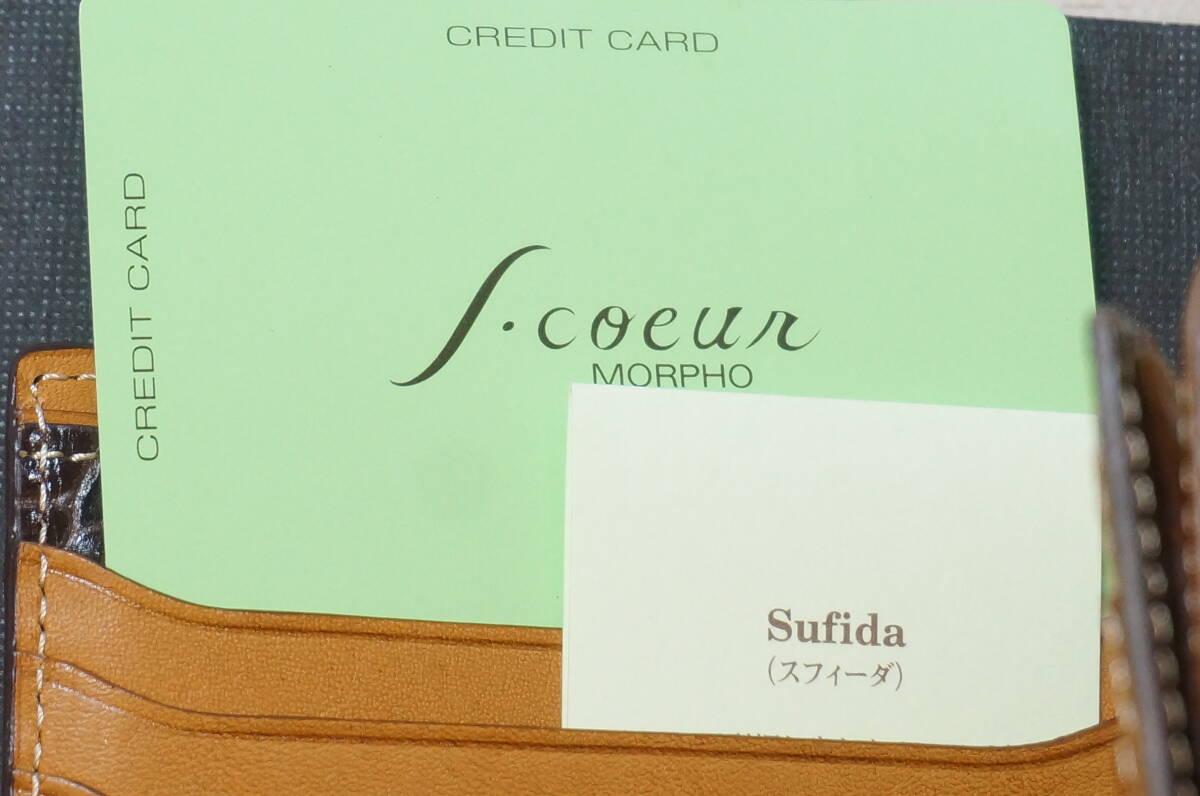 CREDIT CARD
CREDIT CARD
S·coeur
MORPHO
Sufida
(スフィーダ)